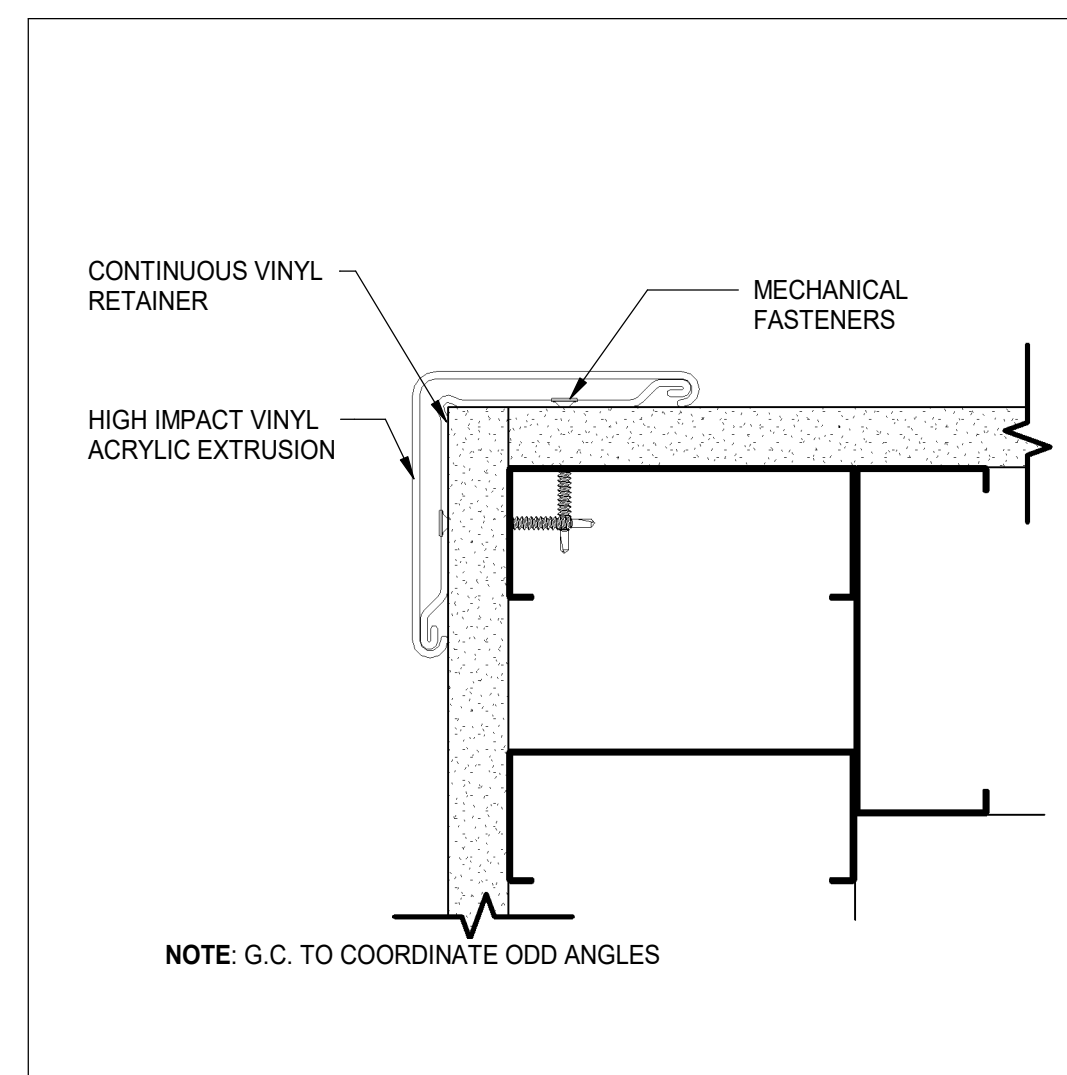 CONTINUOUS VINYL
RETAINER
MECHANICAL
FASTENERS
HIGH IMPACT VINYL
ACRYLIC EXTRUSION
NOTE: G.C. TO COORDINATE ODD ANGLES